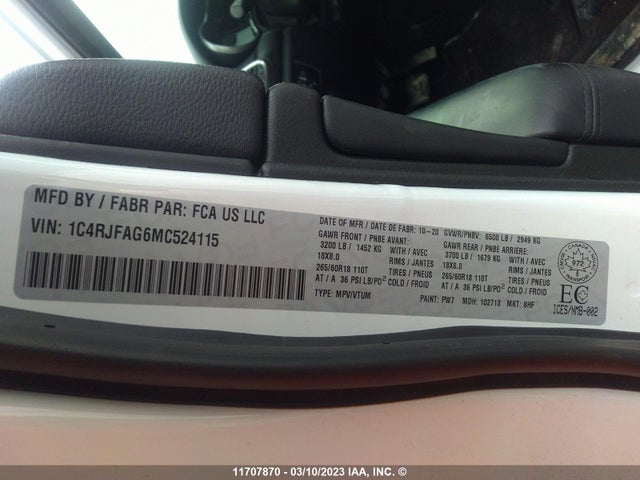 MFD BY / FABR PAR: FCA US LLC
VIN: 1C4RJFAG6MC524115
DATE OF MFR / DATE DE FABR: 10-20 GVWR/PNBV: 6500 LB / 2949 KG
GAWR FRONT / PNBE AVANT: GAWR REAR / PNBE ARRIERE:
3200 LB / 1452 KG WITH / AVEC 3700 LB / 1679 KG WITH / AVEC
18X8.0 RIMS / JANTES 18X8.0 RIMS / JANTES
265/60R18 110T TIRES / PNEUS 265/60R18 110T TIRES / PNEUS
AT / A 36 PSI LB/PO² COLD / FROID AT / A 36 PSI LB/PO² COLD / FROID
TYPE: MPV/VTUM PAINT: PW7 MDH: 102713 MKT: 8HF
972
EC
ICES/NMB-002
11707870 - 03/10/2023 IAA, INC. ©